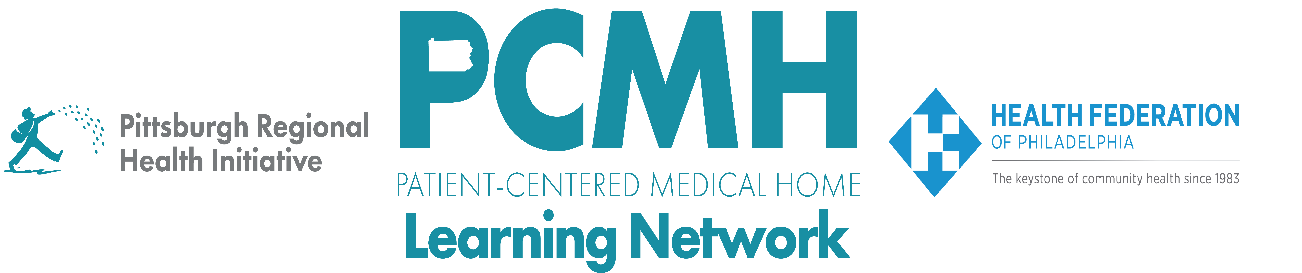 Pittsburgh Regional
Health Initiative
PCMH
PATIENT-CENTERED MEDICAL HOME
Learning Network
HEALTH FEDERATION
OF PHILADELPHIA
The keystone of community health since 1983